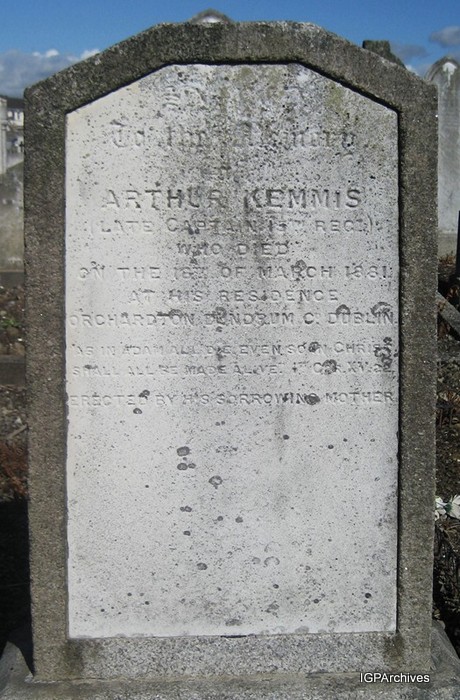 To the Memory
of
ARTHUR KEMMIS
(LATE CAPTAIN 15TH REGT.)
WHO DIED
ON THE 18TH OF MARCH 1881
AT HIS RESIDENCE
ORCHARDTON DUNDRUM C. DUBLIN.
AS IN ADAM ALL DIE EVEN SO IN CHRIST
SHALL ALL BE MADE ALIVE. 1ST COR. XV.22.
ERECTED BY HIS SORROWING MOTHER
IGPArchives